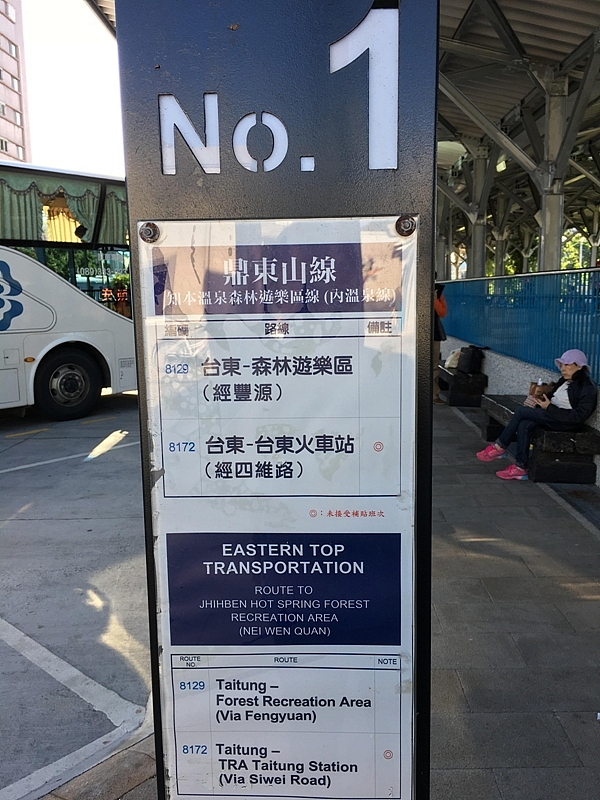 No. 1
鼎東山線
知本溫泉森林遊樂區線 (內溫泉線)
路線 備註
8129 台東-森林遊樂區
(經豐源)
8172 台東-台東火車站 ◎
(經四維路)
◎：未接受補貼班次
EASTERN TOP
TRANSPORTATION
ROUTE TO
JHIHBEN HOT SPRING FOREST
RECREATION AREA
(NEI WEN QUAN)
ROUTE NO. ROUTE NOTE
8129 Taitung –
Forest Recreation Area
(Via Fengyuan)
8172 Taitung – ◎
TRA Taitung Station
(Via Siwei Road)